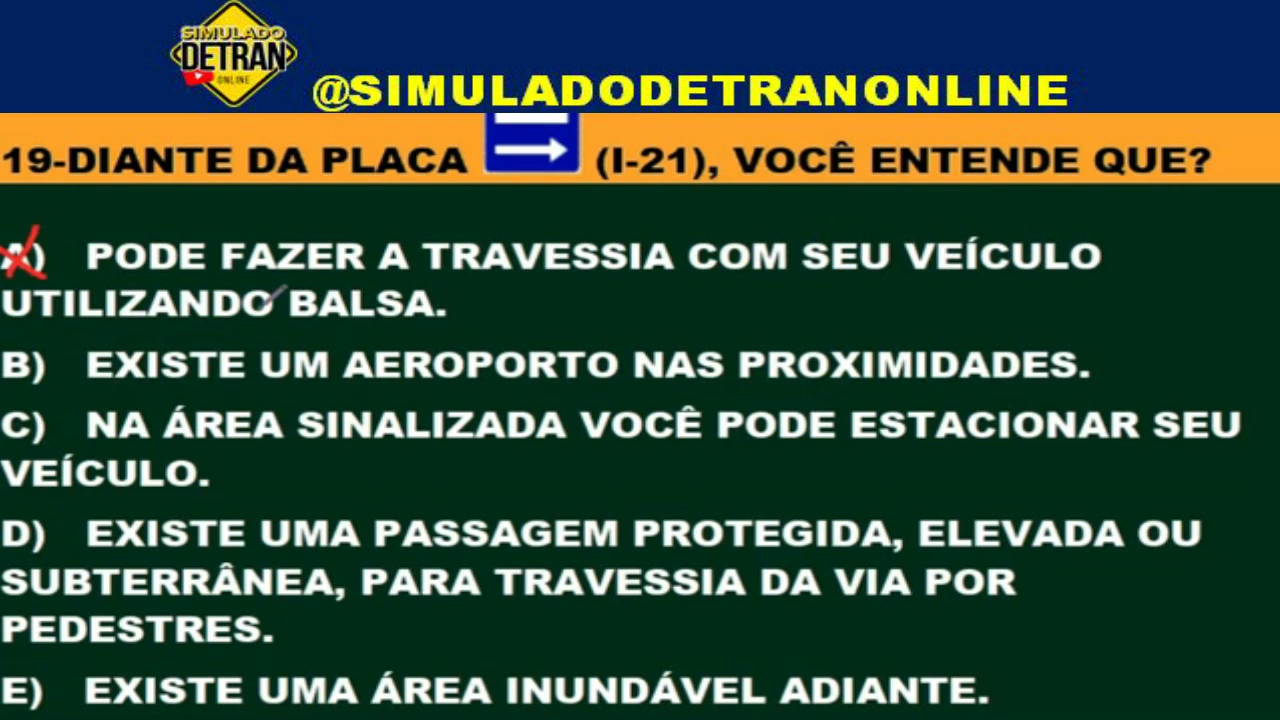 SIMULADO
DETRAN
ONLINE
@SIMULADODETRANONLINE
19-DIANTE DA PLACA (I-21), VOCÊ ENTENDE QUE?
A) PODE FAZER A TRAVESSIA COM SEU VEÍCULO
UTILIZANDO BALSA.
B) EXISTE UM AEROPORTO NAS PROXIMIDADES.
C) NA ÁREA SINALIZADA VOCÊ PODE ESTACIONAR SEU
VEÍCULO.
D) EXISTE UMA PASSAGEM PROTEGIDA, ELEVADA OU
SUBTERRÂNEA, PARA TRAVESSIA DA VIA POR
PEDESTRES.
E) EXISTE UMA ÁREA INUNDÁVEL ADIANTE.